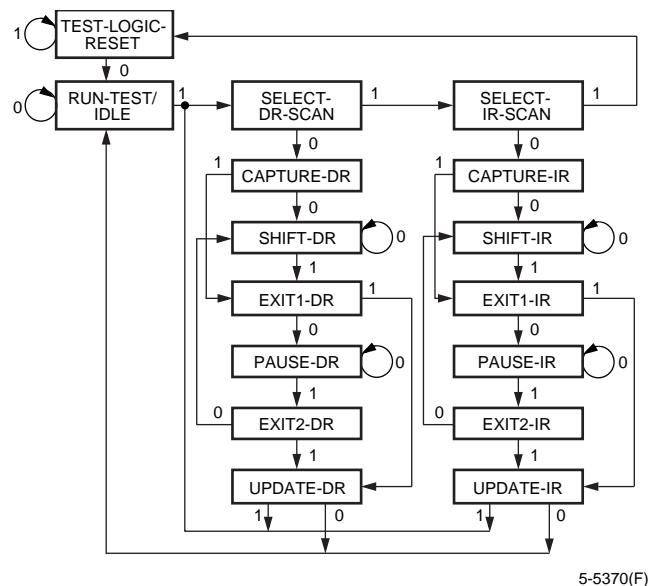 TEST-LOGIC-
RESET
1
0
RUN-TEST/
IDLE
0
1
SELECT-
DR-SCAN
1
SELECT-
IR-SCAN
1
0
0
1
CAPTURE-DR
1
CAPTURE-IR
0
0
SHIFT-DR
0
SHIFT-IR
0
1
1
EXIT1-DR
1
EXIT1-IR
1
0
0
PAUSE-DR
0
PAUSE-IR
0
1
1
0
EXIT2-DR
0
EXIT2-IR
1
1
UPDATE-DR
UPDATE-IR
1
0
1
0
5-5370(F)